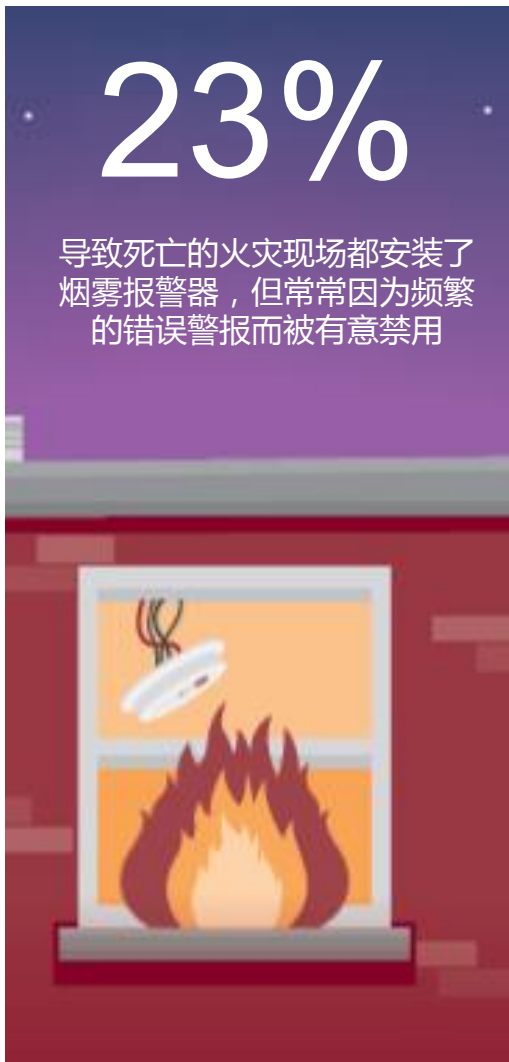 23%
导致死亡的火灾现场都安装了
烟雾报警器，但常常因为频繁
的错误警报而被有意禁用